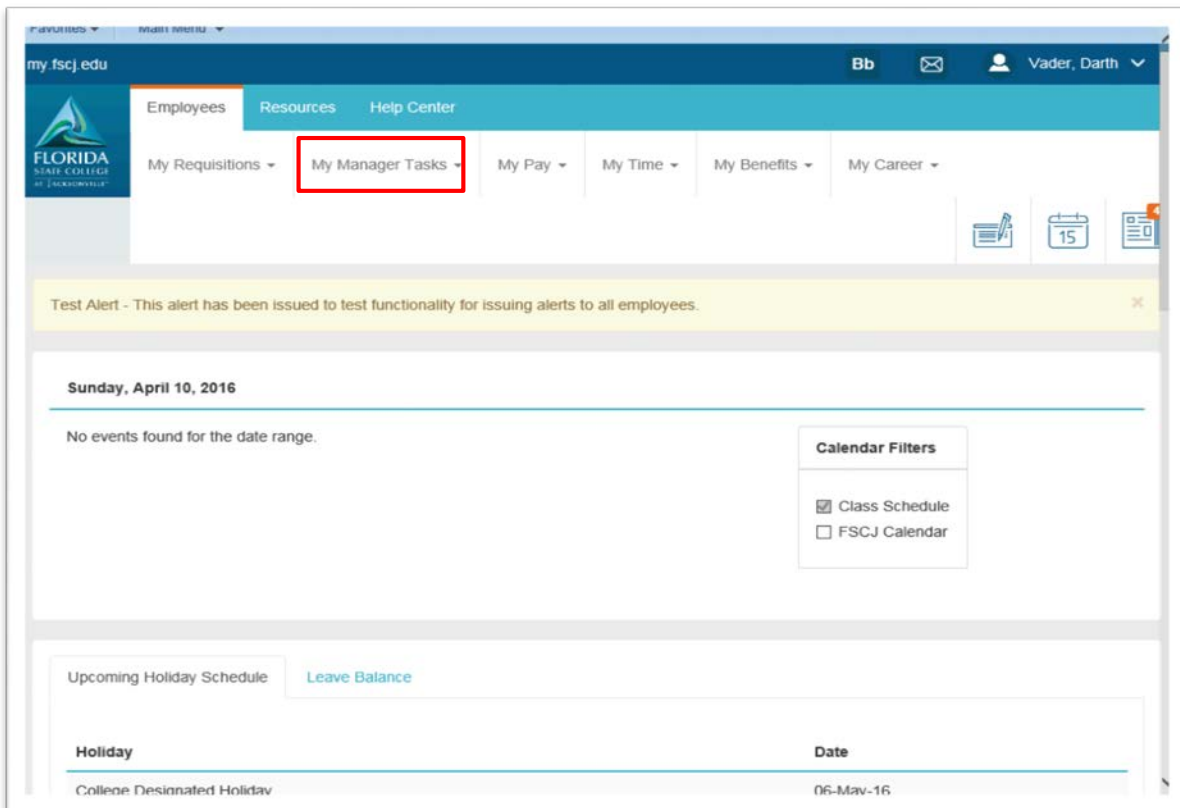 Favorites Main Menu
my.fscj.edu Bb Vader, Darth
Employees Resources Help Center
FLORIDA
STATE COLLEGE
AT JACKSONVILLE
My Requisitions My Manager Tasks My Pay My Time My Benefits My Career
15 4
Test Alert - This alert has been issued to test functionality for issuing alerts to all employees. ×
Sunday, April 10, 2016
No events found for the date range.
Calendar Filters
Class Schedule
FSCJ Calendar
Upcoming Holiday Schedule Leave Balance
Holiday Date
College Designated Holiday 06-May-16